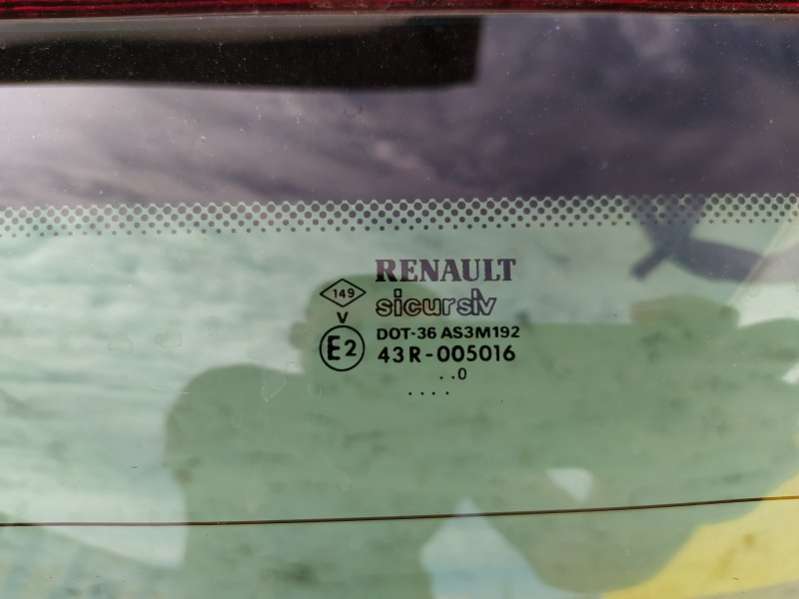 RENAULT
149
sicursiv
V
DOT-36 AS3M192
E2
43R-005016
..0
....